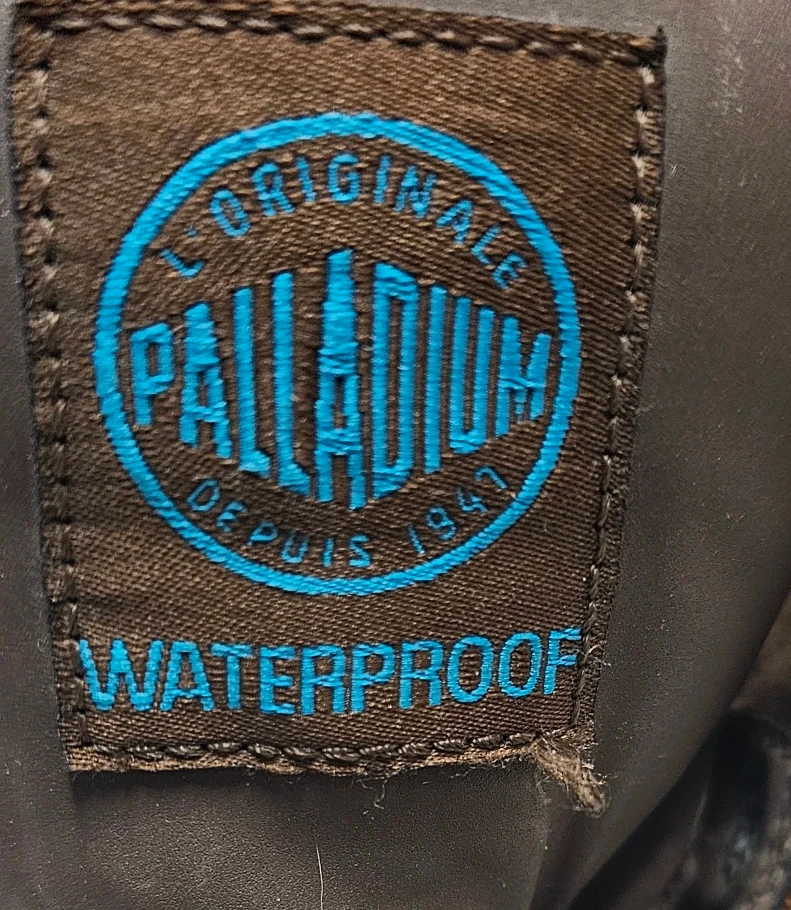 L'ORIGINALE
PALLADIUM
DEPUIS 1947
WATERPROOF